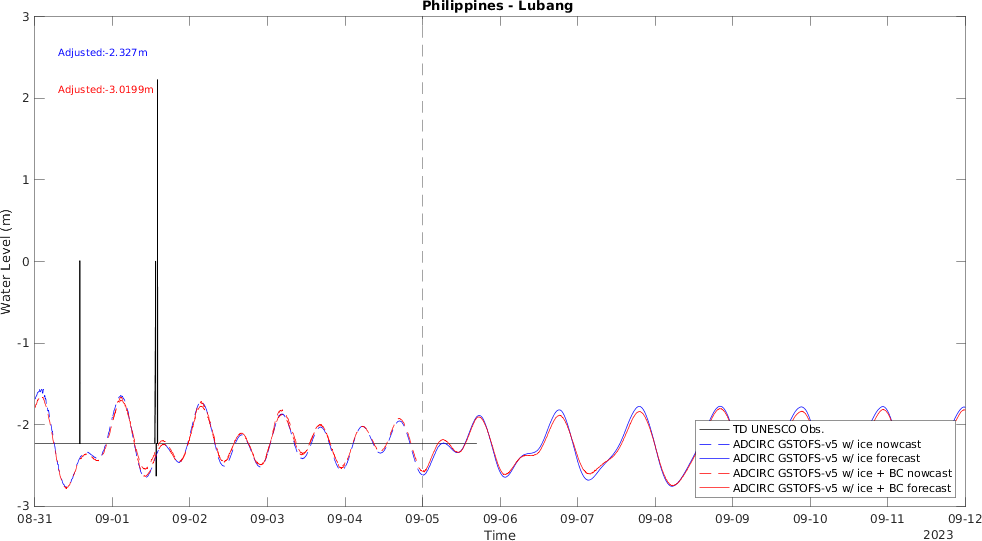 Philippines - Lubang
Adjusted:-2.327m
Adjusted:-3.0199m
Water Level (m)
3
2
1
0
-1
-2
-3
TD UNESCO Obs.
ADCIRC GSTOFS-v5 w/ ice nowcast
ADCIRC GSTOFS-v5 w/ ice forecast
ADCIRC GSTOFS-v5 w/ ice + BC nowcast
ADCIRC GSTOFS-v5 w/ ice + BC forecast
08-31 09-01 09-02 09-03 09-04 09-05 09-06 09-07 09-08 09-09 09-10 09-11 09-12
Time
2023